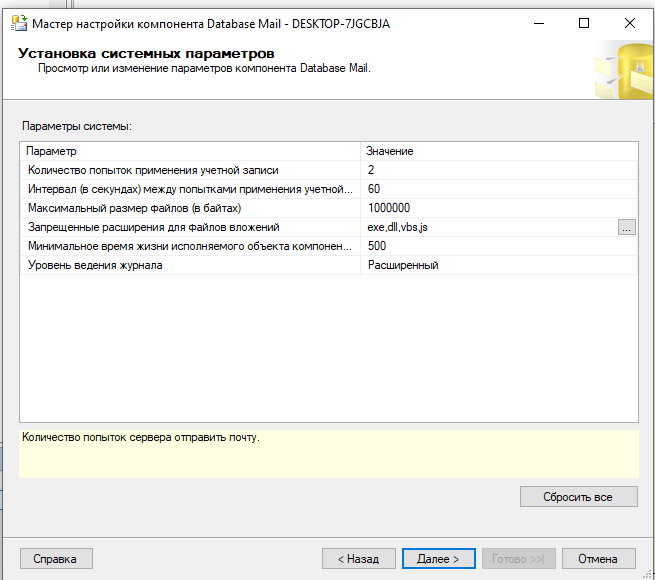 Мастер настройки компонента Database Mail - DESKTOP-7JGCBJA
Установка системных параметров
Просмотр или изменение параметров компонента Database Mail.
Параметры системы:
Параметр Значение
Количество попыток применения учетной записи 2
Интервал (в секундах) между попытками применения учетной... 60
Максимальный размер файлов (в байтах) 1000000
Запрещенные расширения для файлов вложений exe,dll,vbs,js ...
Минимальное время жизни исполняемого объекта компонен... 500
Уровень ведения журнала Расширенный
Количество попыток сервера отправить почту.
Сбросить все
Справка < Назад Далее > Готово >>| Отмена